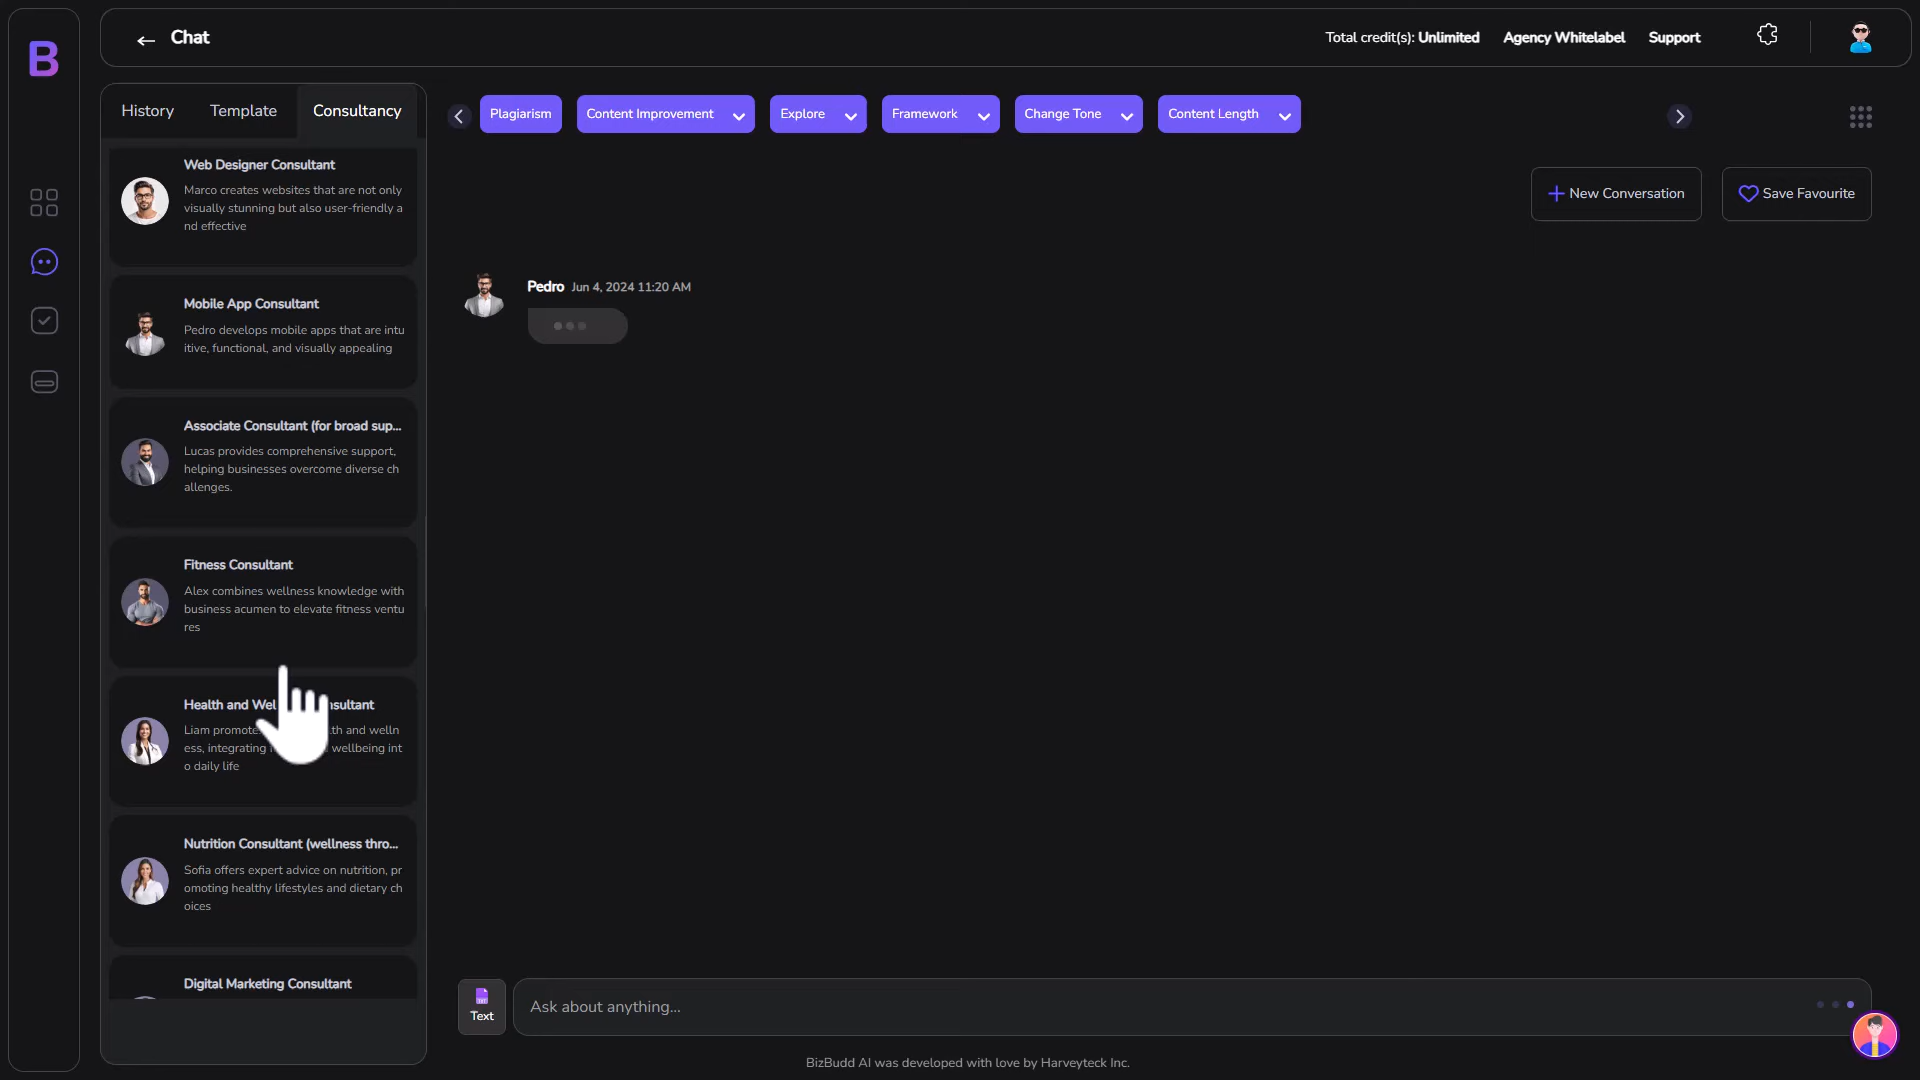 B
Chat
Total credit(s): Unlimited
Agency Whitelabel
Support
History
Template
Consultancy
Plagiarism
Content Improvement
Explore
Framework
Change Tone
Content Length
New Conversation
Save Favourite
Web Designer Consultant
Marco creates websites that are not only
visually stunning but also user-friendly a
nd effective
Mobile App Consultant
Pedro develops mobile apps that are intu
itive, functional, and visually appealing
Associate Consultant (for broad sup...
Lucas provides comprehensive support,
helping businesses overcome diverse ch
allenges.
Fitness Consultant
Alex combines wellness knowledge with
business acumen to elevate fitness ventu
res
Health and
Liam and welln
ess, integrating wellbeing int
o daily life
Nutrition Consultant (wellness thro...
Sofia offers expert advice on nutrition, pr
omoting healthy lifestyles and dietary ch
oices
Digital Marketing Consultant
Pedro Jun 4, 2024 11:20 AM
Text
Ask about anything...
BizBudd AI was developed with love by Harveyteck Inc.